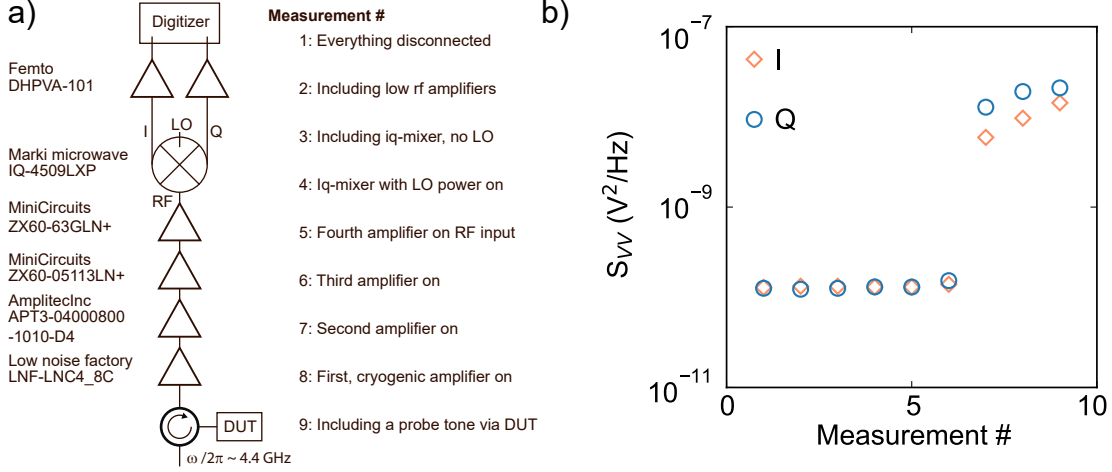 a)
Digitizer
Femto
DHPVA-101
I
LO
Q
Marki microwave
IQ-4509LXP
RF
MiniCircuits
ZX60-63GLN+
MiniCircuits
ZX60-05113LN+
AmplitecInc
APT3-04000800
-1010-D4
Low noise factory
LNF-LNC4_8C
DUT
ω/2π ~ 4.4 GHz
Measurement #
1: Everything disconnected
2: Including low rf amplifiers
3: Including iq-mixer, no LO
4: Iq-mixer with LO power on
5: Fourth amplifier on RF input
6: Third amplifier on
7: Second amplifier on
8: First, cryogenic amplifier on
9: Including a probe tone via DUT
b)
10⁻⁷
10⁻⁹
10⁻¹¹
S_VV (V²/Hz)
I
Q
0
5
10
Measurement #